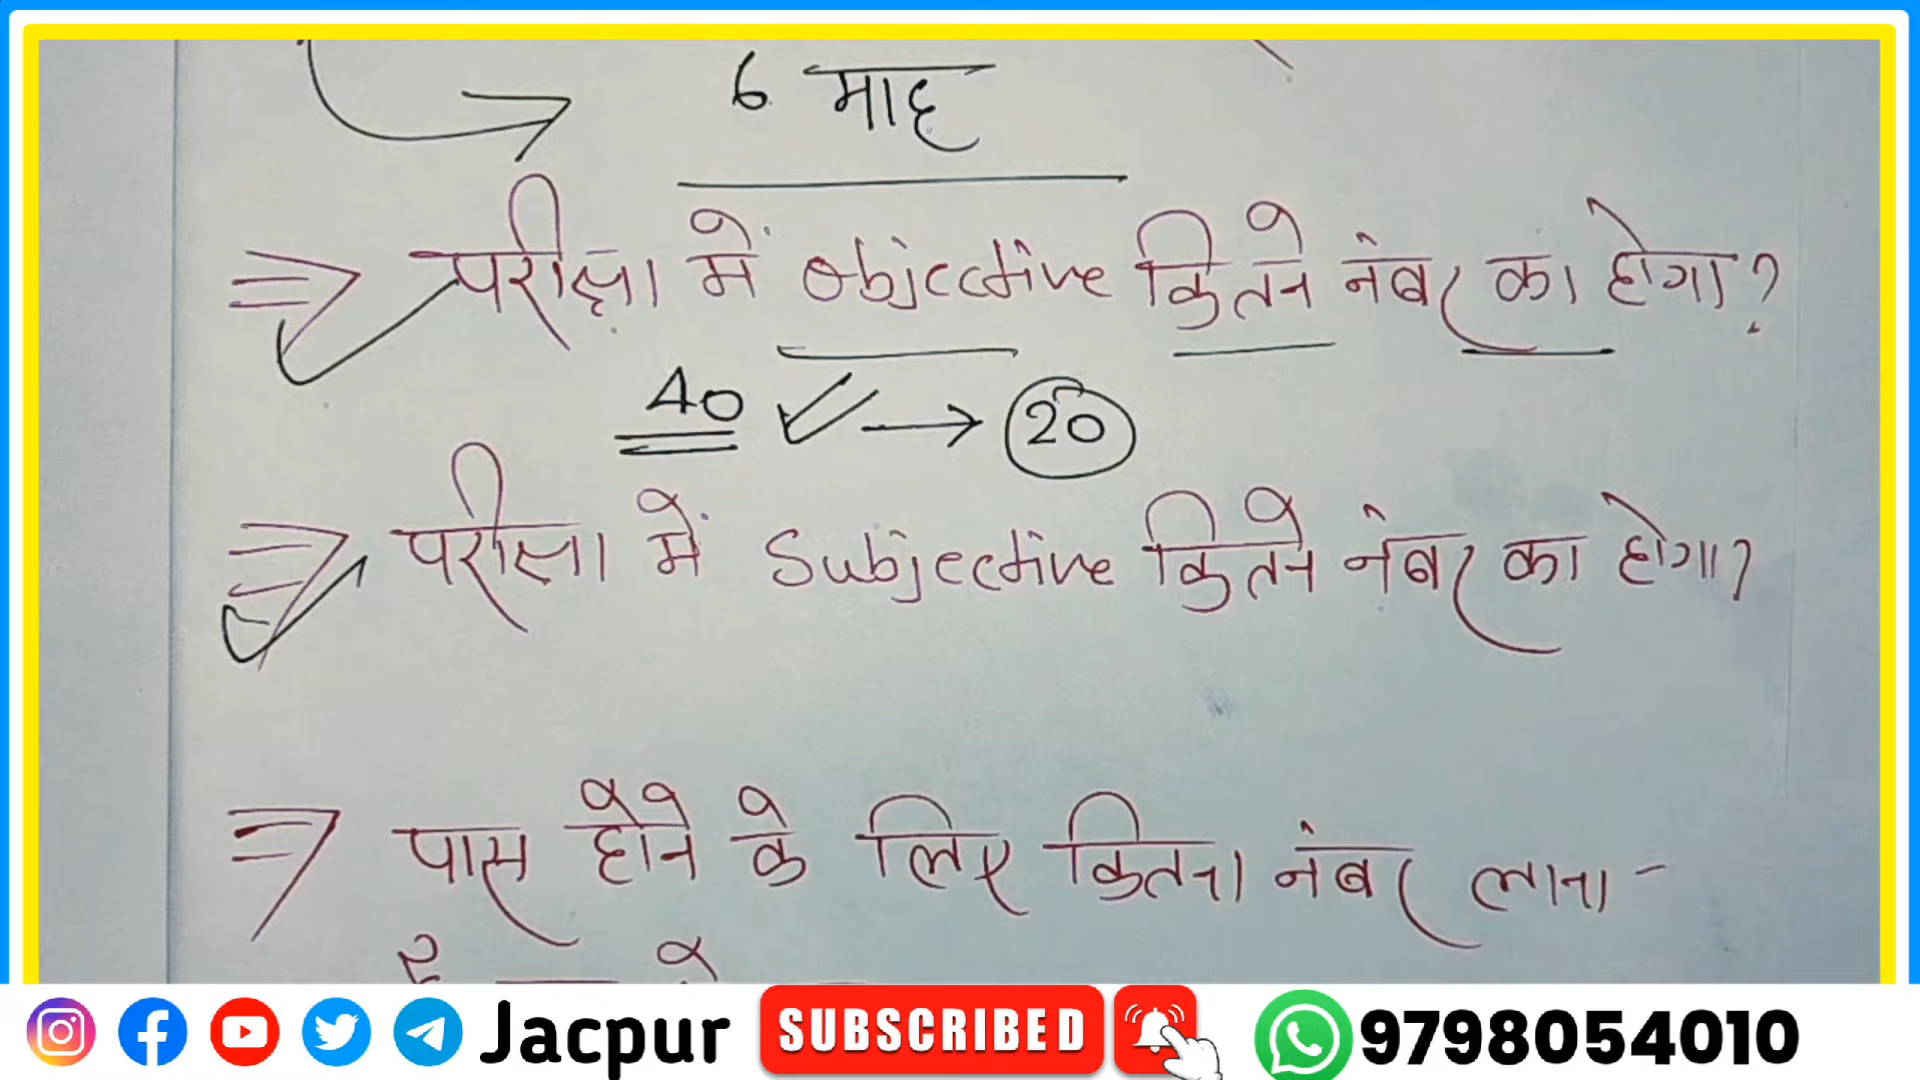 6 माह
परीक्षा में objective कितने नंबर का होगा?
40 → 20
परीक्षा में Subjective कितने नंबर का होगा?
पास होने के लिए कितना नंबर लाना -
Jacpur SUBSCRIBED 9798054010